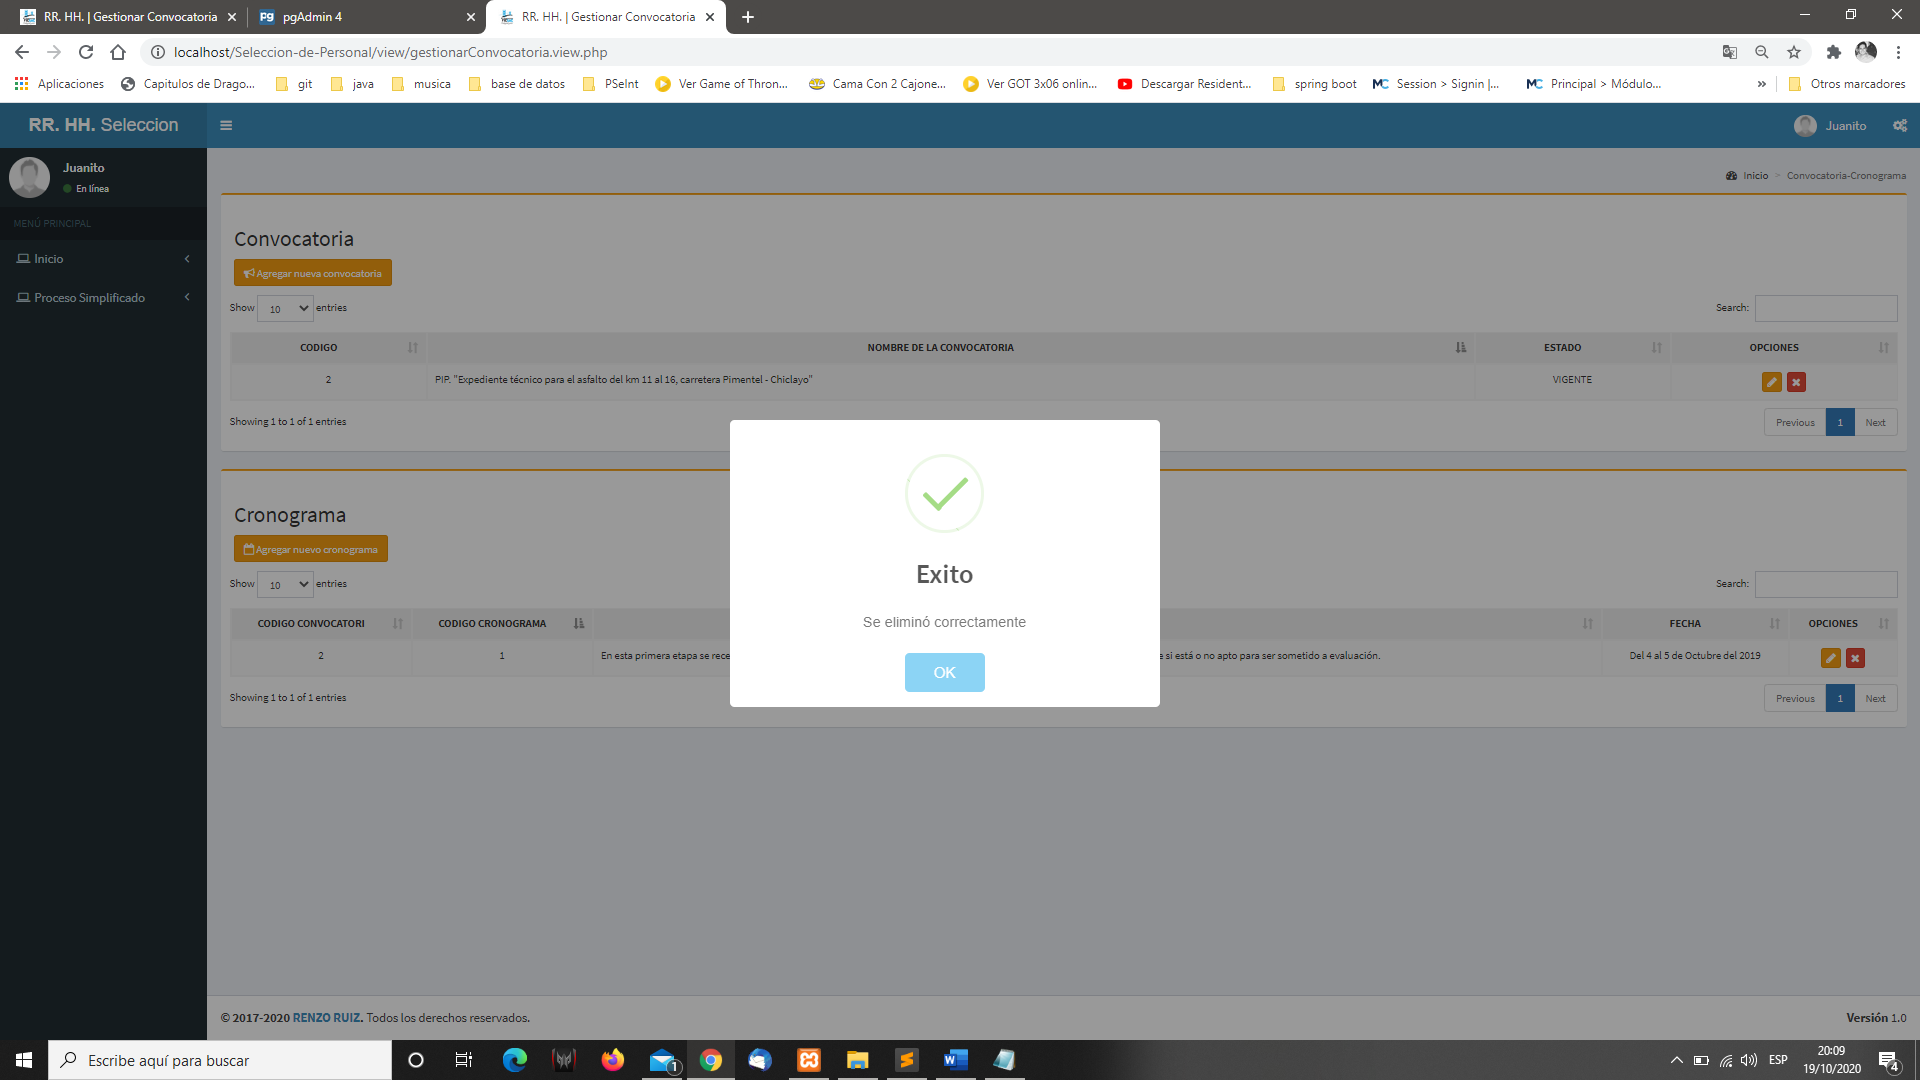 RR. HH. | Gestionar Convocatoria
pgAdmin 4
RR. HH. | Gestionar Convocatoria
localhost/Seleccion-de-Personal/view/gestionarConvocatoria.view.php
Aplicaciones
Capitulos de Drago...
git
java
musica
base de datos
PSeInt
Ver Game of Thron...
Cama Con 2 Cajone...
Ver GOT 3x06 onlin...
Descargar Resident...
spring boot
Session > Signin |...
Principal > Módulo...
»
Otros marcadores
RR. HH. Seleccion
Juanito
Juanito
En línea
Inicio > Convocatoria-Cronograma
MENÚ PRINCIPAL
Inicio
Proceso Simplificado
Convocatoria
Agregar nueva convocatoria
Show 10 entries
Search:
CODIGO
NOMBRE DE LA CONVOCATORIA
ESTADO
OPCIONES
2
PIP. "Expediente técnico para el asfalto del km 11 al 16, carretera Pimentel - Chiclayo"
VIGENTE
Showing 1 to 1 of 1 entries
Previous 1 Next
Cronograma
Agregar nuevo cronograma
Show 10 entries
Search:
CODIGO CONVOCATORI
CODIGO CRONOGRAMA
FECHA
OPCIONES
2
1
En esta primera etapa se rece
e si está o no apto para ser sometido a evaluación.
Del 4 al 5 de Octubre del 2019
Showing 1 to 1 of 1 entries
Previous 1 Next
Exito
Se eliminó correctamente
OK
© 2017-2020 RENZO RUIZ. Todos los derechos reservados.
Versión 1.0
Escribe aquí para buscar
1
ESP
20:09
19/10/2020
4